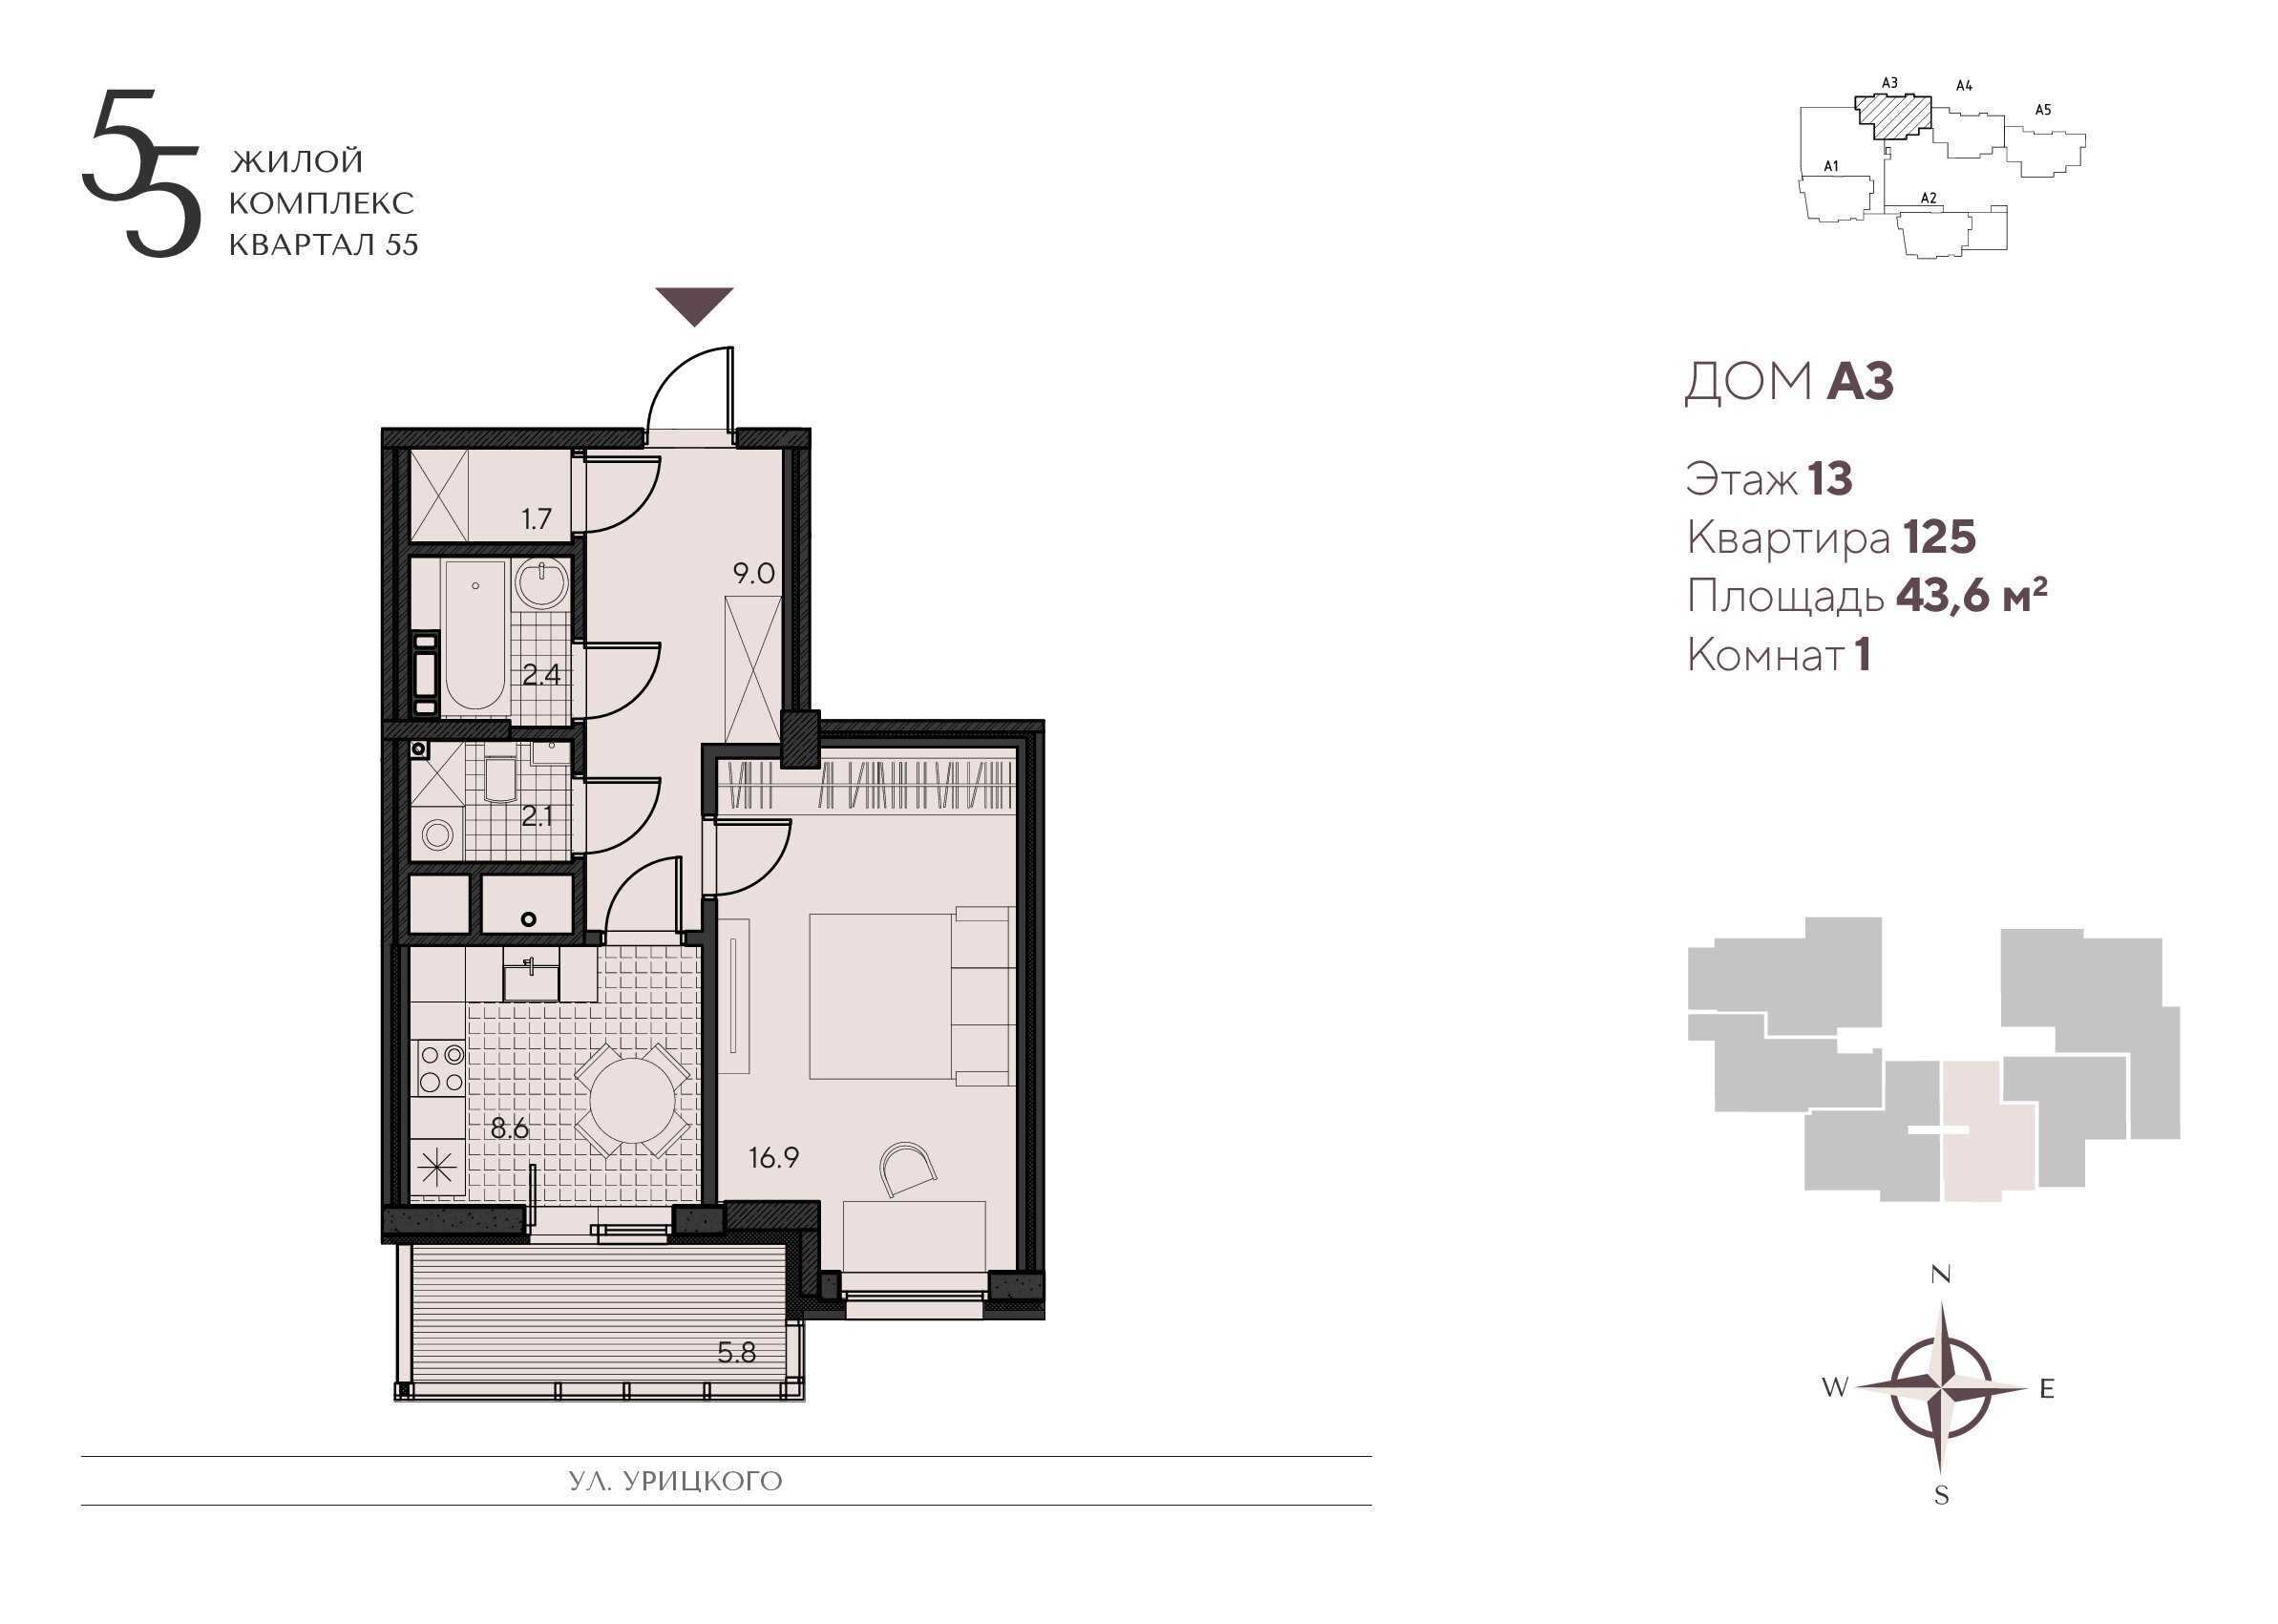 55
ЖИЛОЙ
КОМПЛЕКС
КВАРТАЛ 55
A3
A4
A5
A1
A2
ДОМ А3
Этаж 13
Квартира 125
Площадь 43,6 м²
Комнат 1
1.7
9.0
2.4
2.1
8.6
16.9
5.8
УЛ. УРИЦКОГО
N
W
E
S